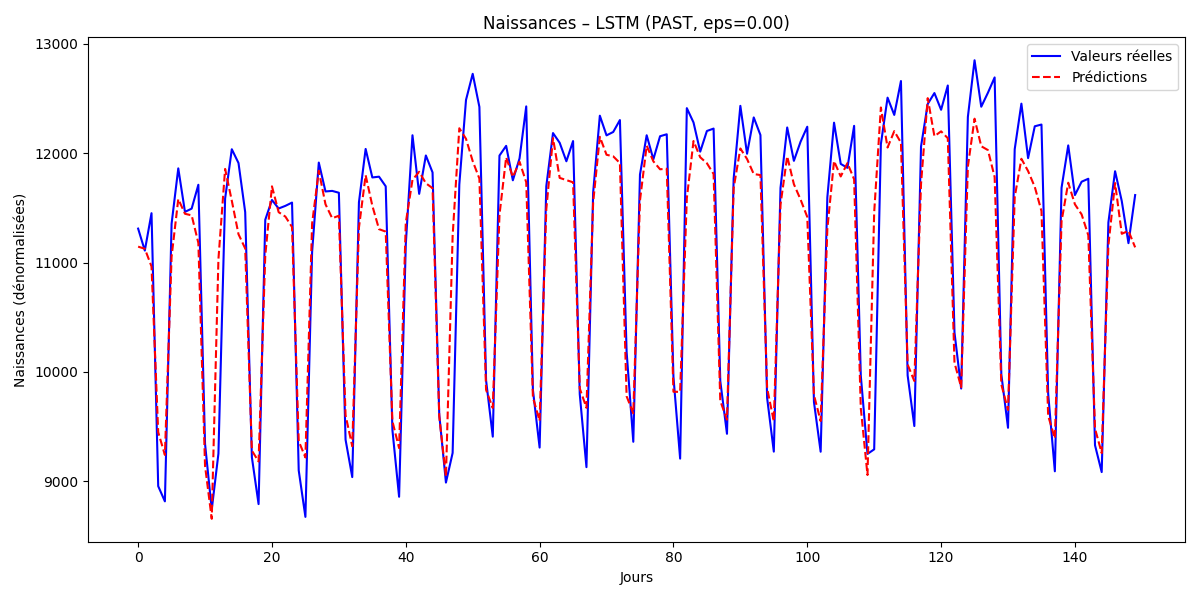 Naissances – LSTM (PAST, eps=0.00)
13000
12000
11000
10000
9000
Naissances (dénormalisées)
Valeurs réelles
Prédictions
0 20 40 60 80 100 120 140
Jours